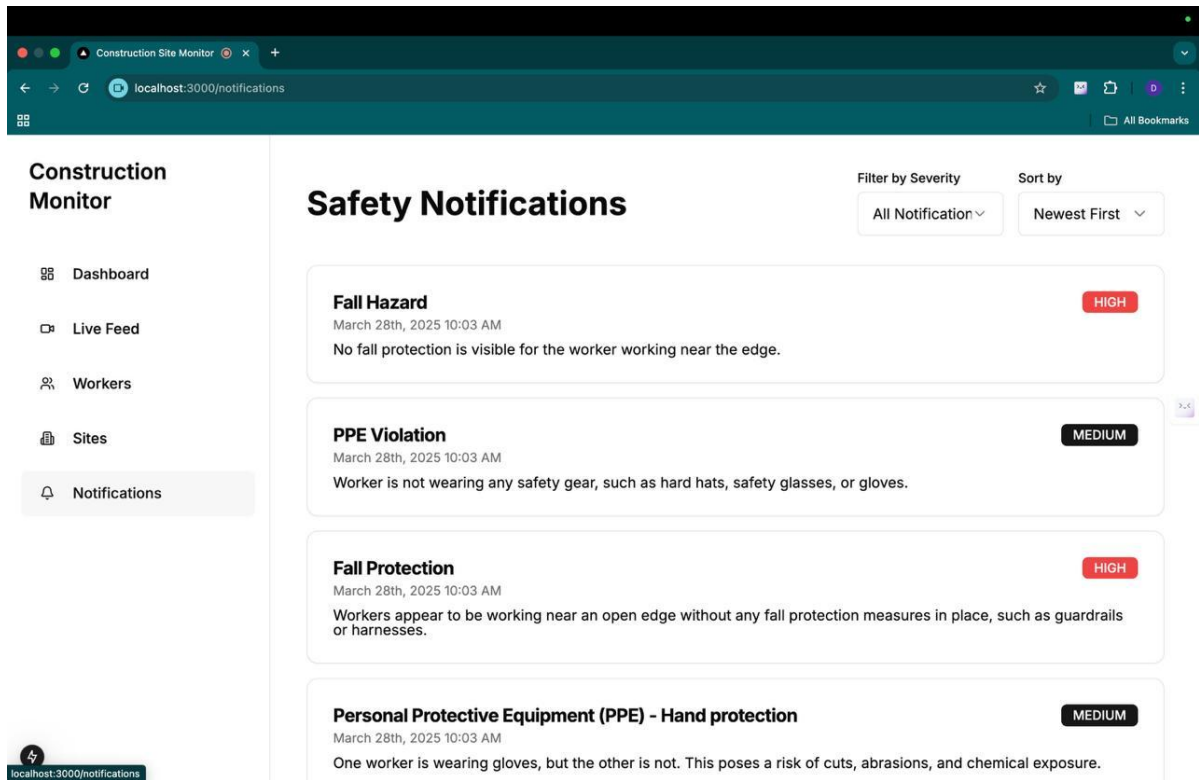 Construction Site Monitor
localhost:3000/notifications
D
All Bookmarks
Construction
Monitor
Dashboard
Live Feed
Workers
Sites
Notifications
Safety Notifications
Filter by Severity
All Notification
Sort by
Newest First
Fall Hazard
HIGH
March 28th, 2025 10:03 AM
No fall protection is visible for the worker working near the edge.
PPE Violation
MEDIUM
March 28th, 2025 10:03 AM
Worker is not wearing any safety gear, such as hard hats, safety glasses, or gloves.
Fall Protection
HIGH
March 28th, 2025 10:03 AM
Workers appear to be working near an open edge without any fall protection measures in place, such as guardrails
or harnesses.
Personal Protective Equipment (PPE) - Hand protection
MEDIUM
March 28th, 2025 10:03 AM
One worker is wearing gloves, but the other is not. This poses a risk of cuts, abrasions, and chemical exposure.
localhost:3000/notifications